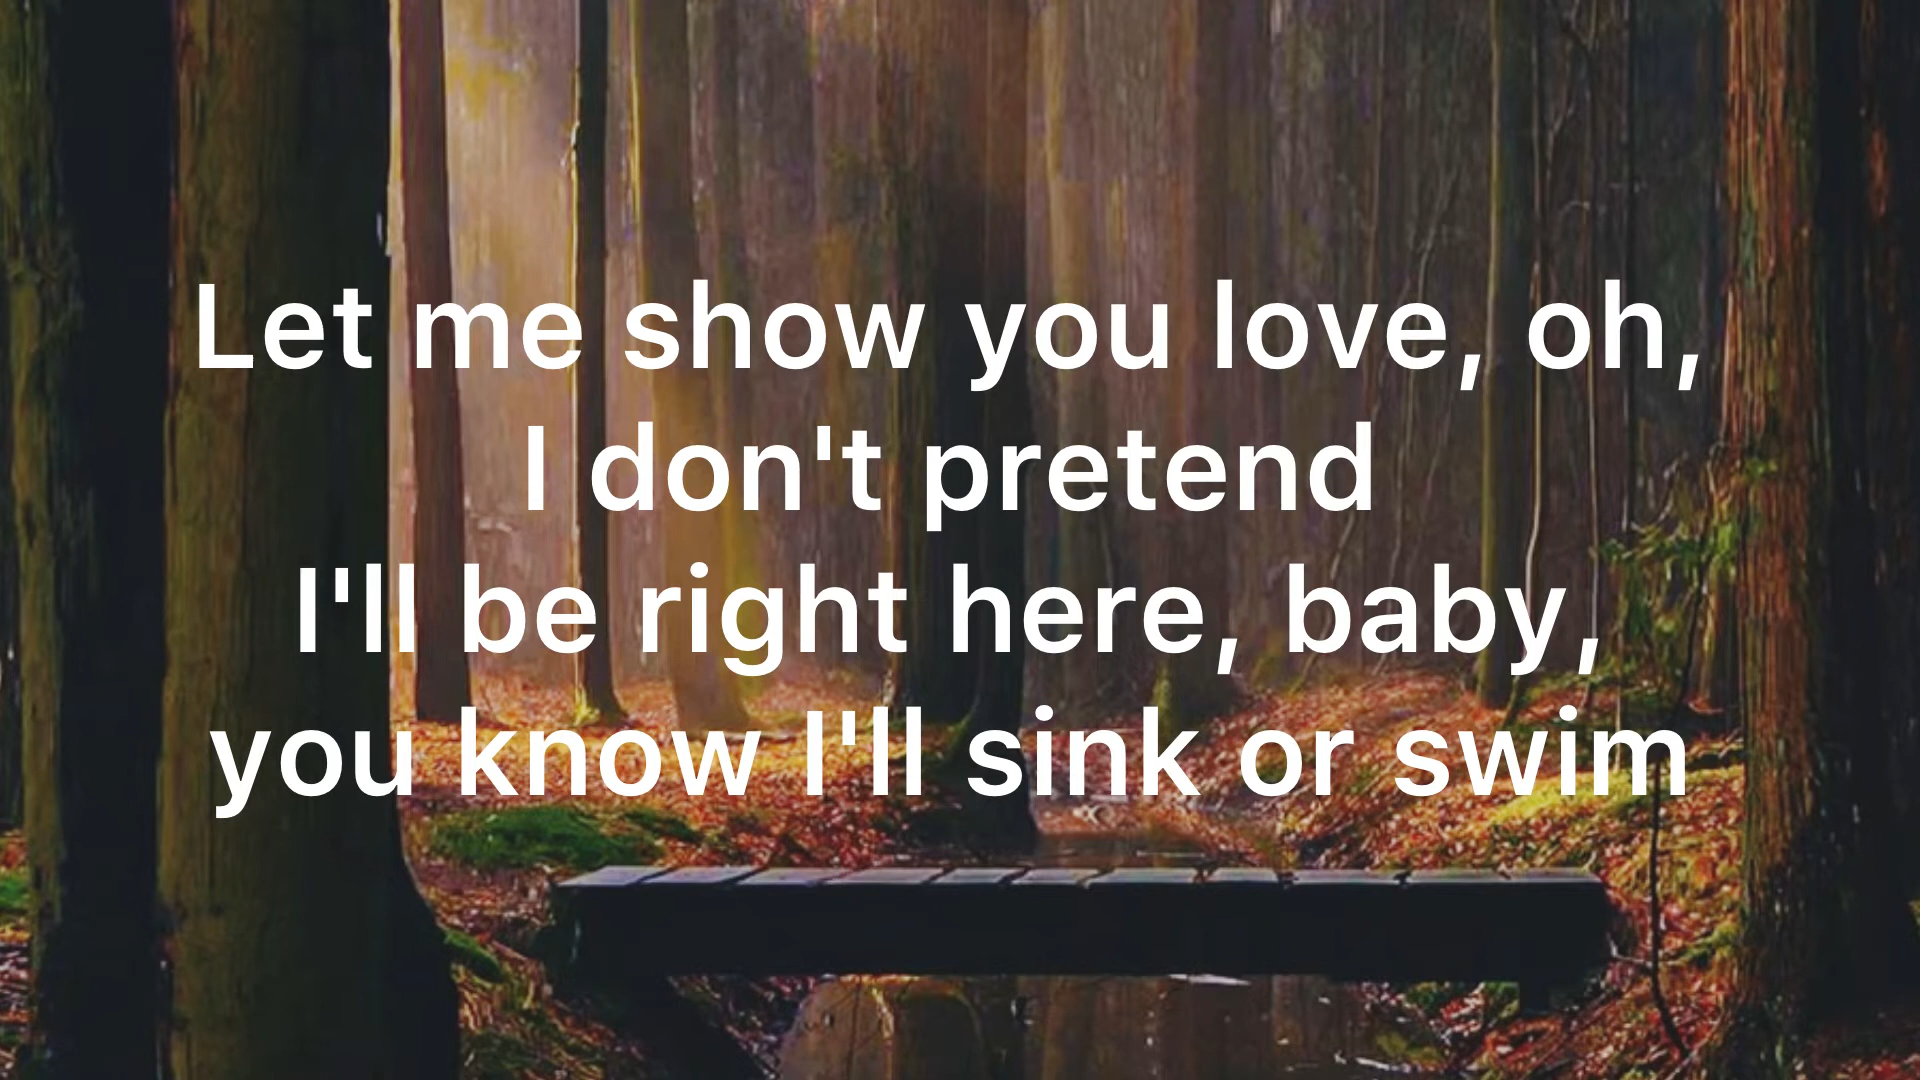 Let me show you love, oh,
I don't pretend
I'll be right here, baby,
you know I'll sink or swim